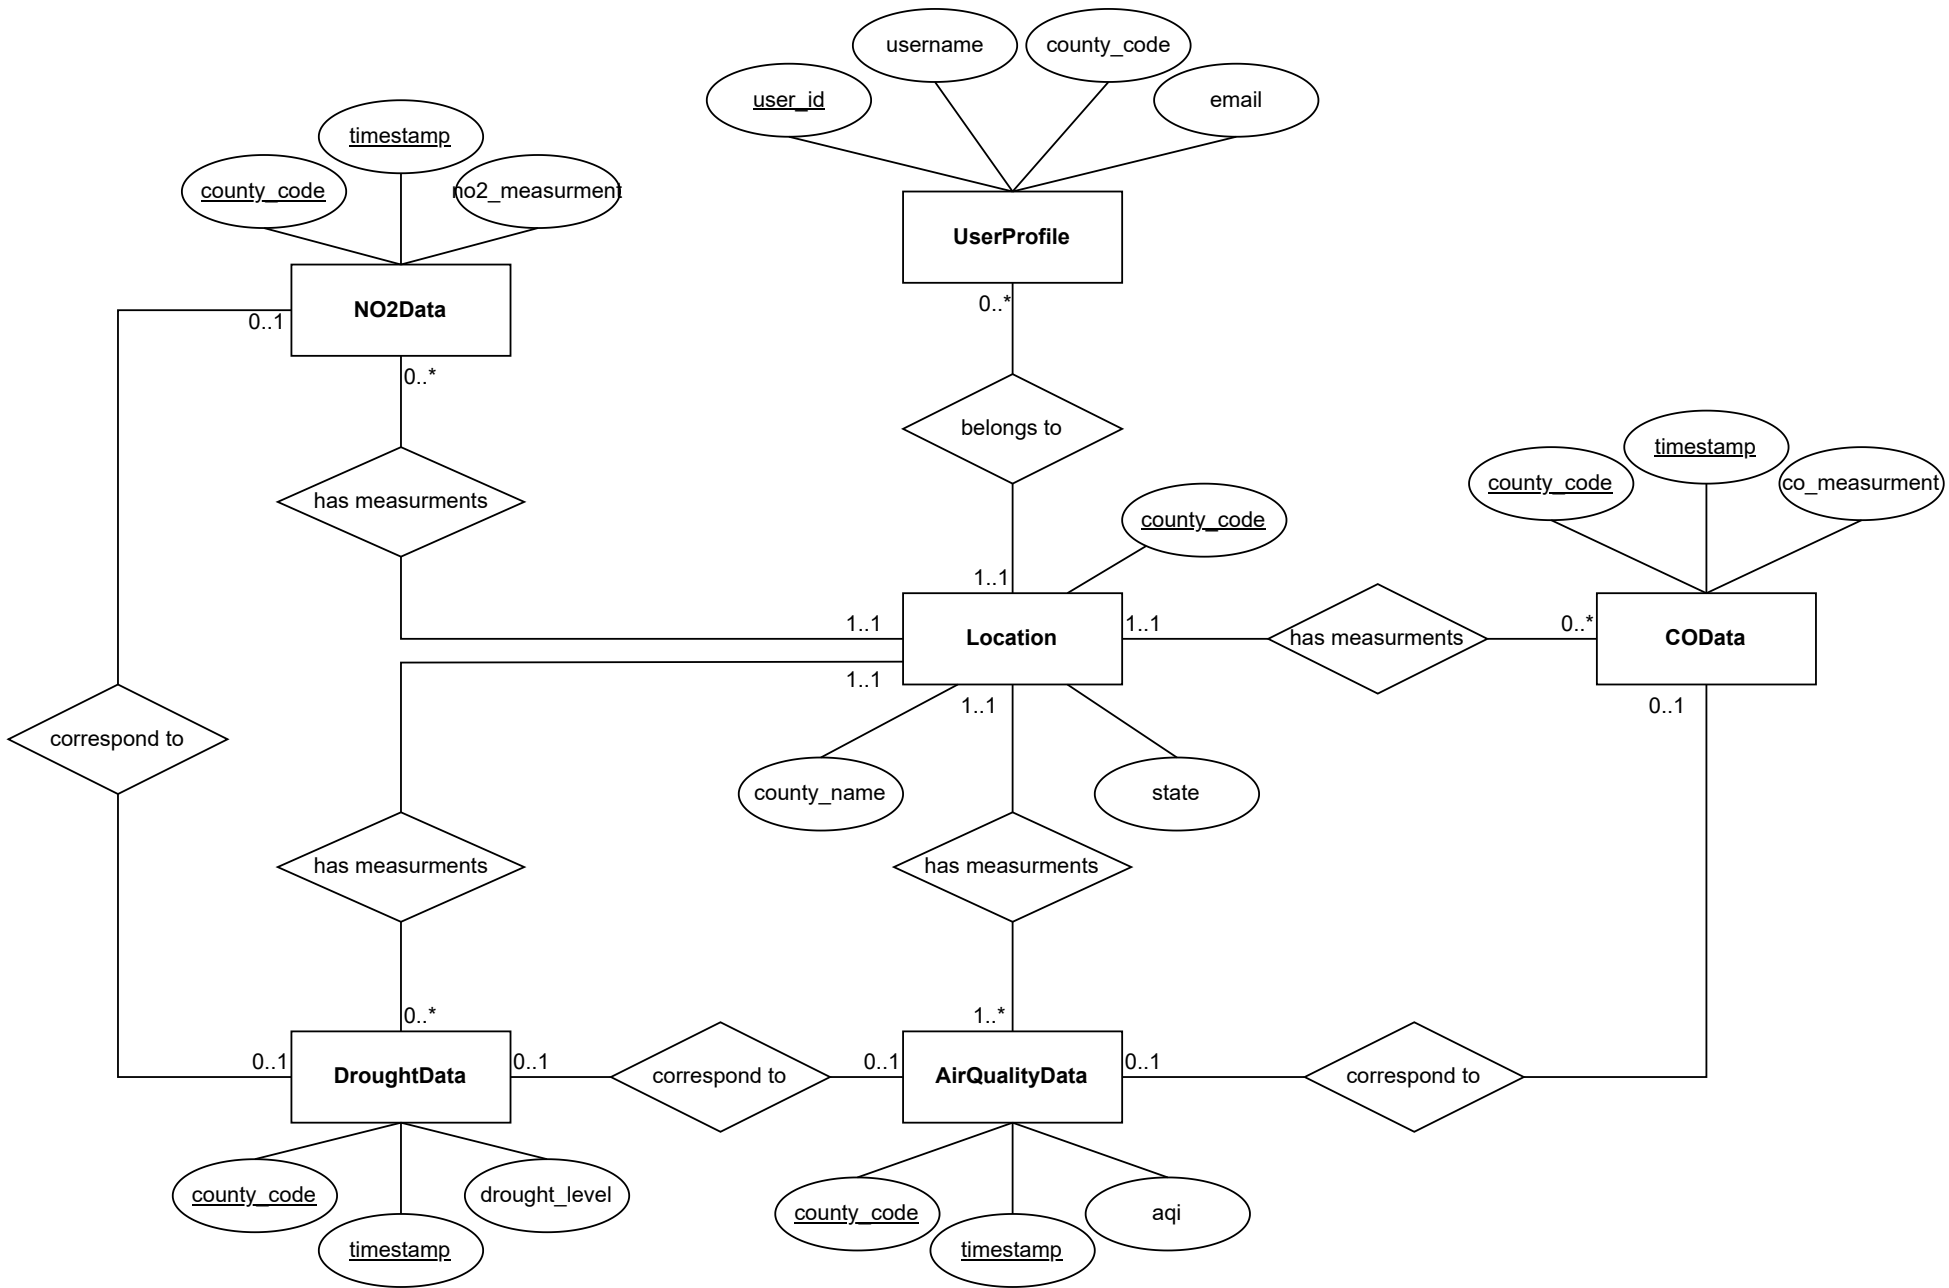 username
county_code
user_id
email
timestamp
county_code
no2_measurment
UserProfile
NO2Data
0..1
0..*
0..*
belongs to
has measurments
county_code
timestamp
county_code
co_measurment
1..1
1..1
Location
1..1
has measurments
0..*
COData
1..1
1..1
0..1
correspond to
county_name
state
has measurments
has measurments
0..*
1..*
0..1
DroughtData
0..1
correspond to
0..1
AirQualityData
0..1
correspond to
county_code
timestamp
drought_level
county_code
timestamp
aqi